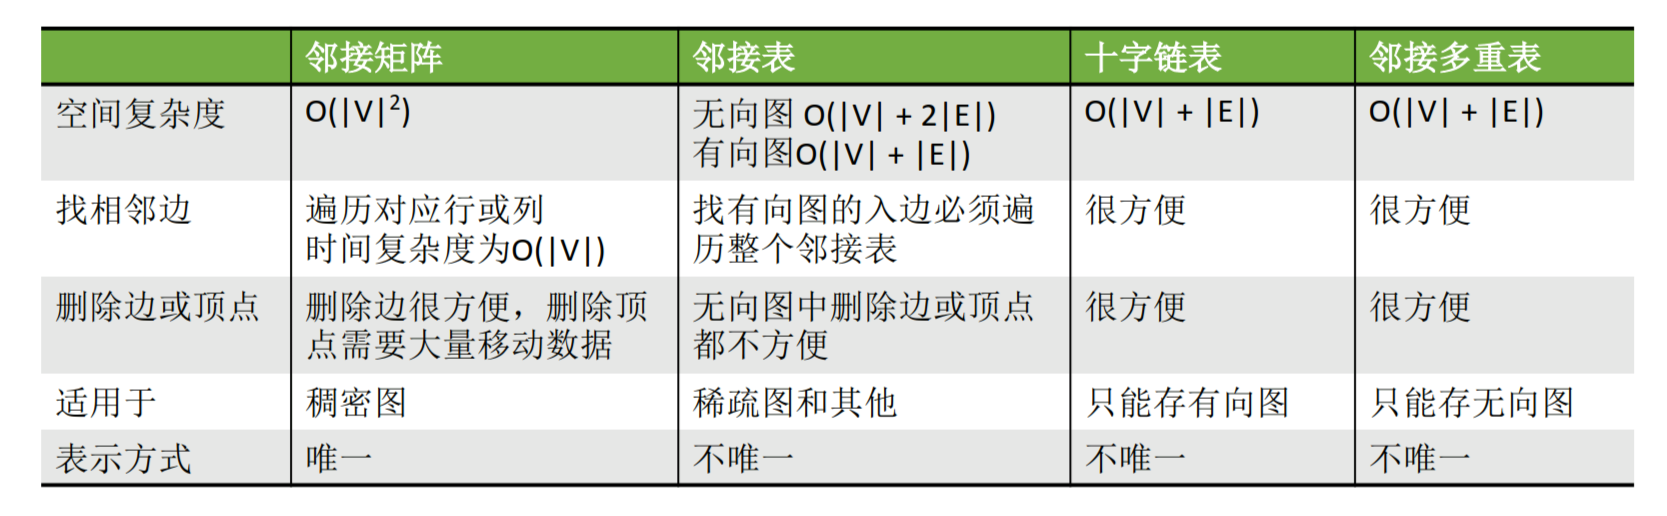 邻接矩阵 邻接表 十字链表 邻接多重表
空间复杂度 O(|V|²) 无向图 O(|V| + 2|E|) O(|V| + |E|) O(|V| + |E|)
有向图O(|V| + |E|)
找相邻边 遍历对应行或列 找有向图的入边必须遍 很方便 很方便
时间复杂度为O(|V|) 历整个邻接表
删除边或顶点 删除边很方便，删除顶 无向图中删除边或顶点 很方便 很方便
点需要大量移动数据 都不方便
适用于 稠密图 稀疏图和其他 只能存有向图 只能存无向图
表示方式 唯一 不唯一 不唯一 不唯一